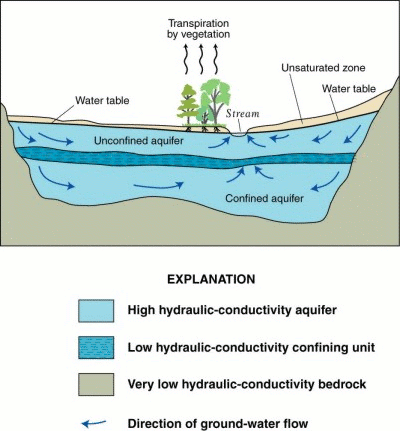 Transpiration
by vegetation
Unsaturated zone
Water table
Water table
Stream
Unconfined aquifer
Confined aquifer
EXPLANATION
High hydraulic-conductivity aquifer
Low hydraulic-conductivity confining unit
Very low hydraulic-conductivity bedrock
Direction of ground-water flow